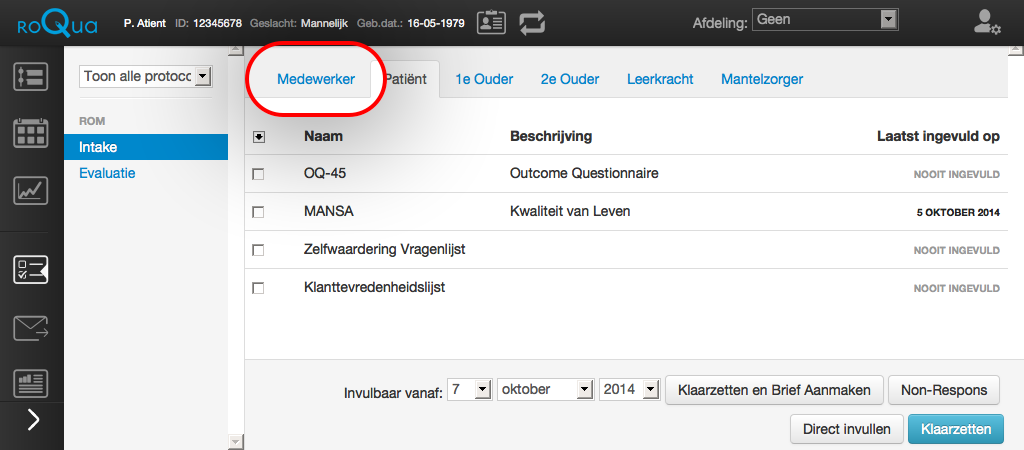 roQua P. Atient ID: 12345678 Geslacht: Mannelijk Geb.dat.: 16-05-1979 Afdeling: Geen
Toon alle protocc
ROM
Intake
Evaluatie
Medewerker Patiënt 1e Ouder 2e Ouder Leerkracht Mantelzorger
Naam Beschrijving Laatst ingevuld op
OQ-45 Outcome Questionnaire NOOIT INGEVULD
MANSA Kwaliteit van Leven 5 OKTOBER 2014
Zelfwaardering Vragenlijst NOOIT INGEVULD
Klanttevredenheidslijst NOOIT INGEVULD
Invulbaar vanaf: 7 oktober 2014 Klaarzetten en Brief Aanmaken Non-Respons
Direct invullen Klaarzetten